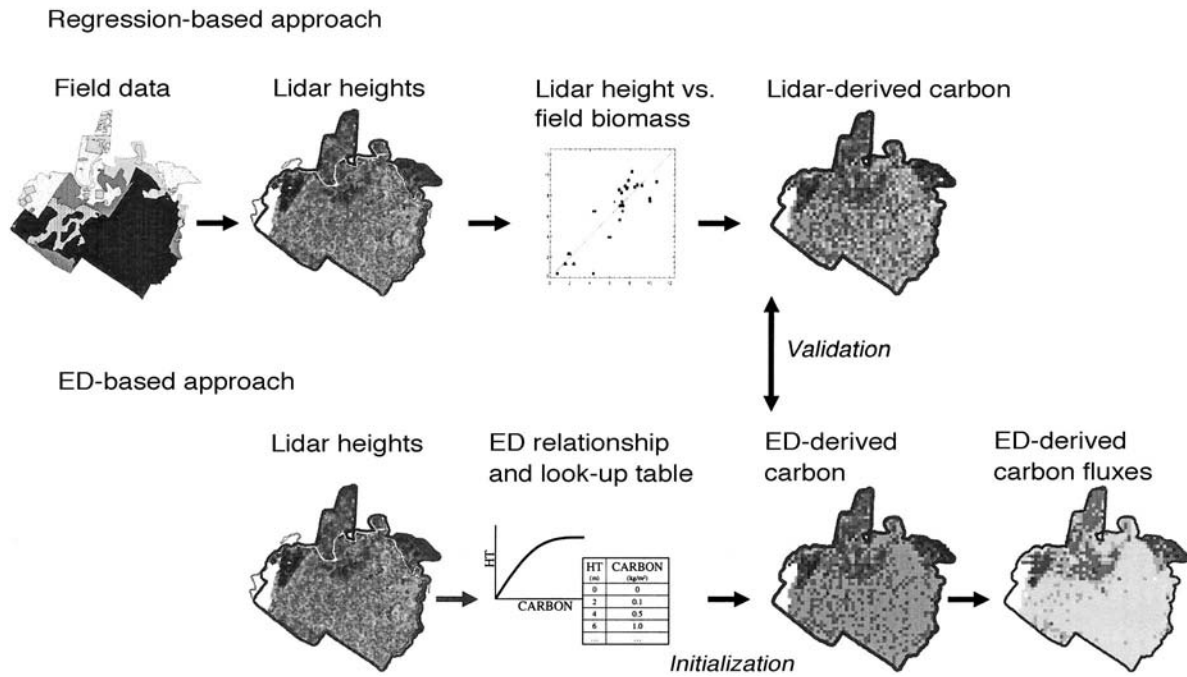 Regression-based approach
Field data
Lidar heights
Lidar height vs.
field biomass
Lidar-derived carbon
Validation
ED-based approach
Lidar heights
ED relationship
and look-up table
ED-derived
carbon
ED-derived
carbon fluxes
HT
CARBON
HT CARBON
(m) (kg/m²)
0 0
2 0.1
4 0.5
6 1.0
.... ....
Initialization